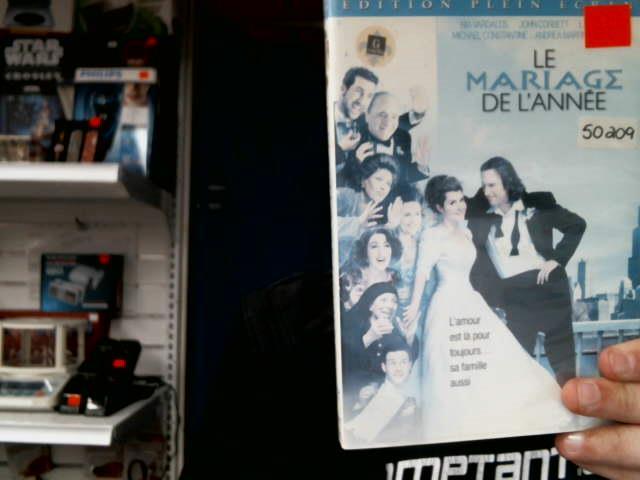 EDITION PLEIN ECRAN
NIA VARDALOS JOHN CORBETT
MICHAEL CONSTANTINE ANDREA MARTIN
LE
MARIAGE
DE L'ANNÉE
50209
L'amour
est là pour
toujours...
sa famille
aussi
STAR
WARS
CROSLEY
PHILIPS